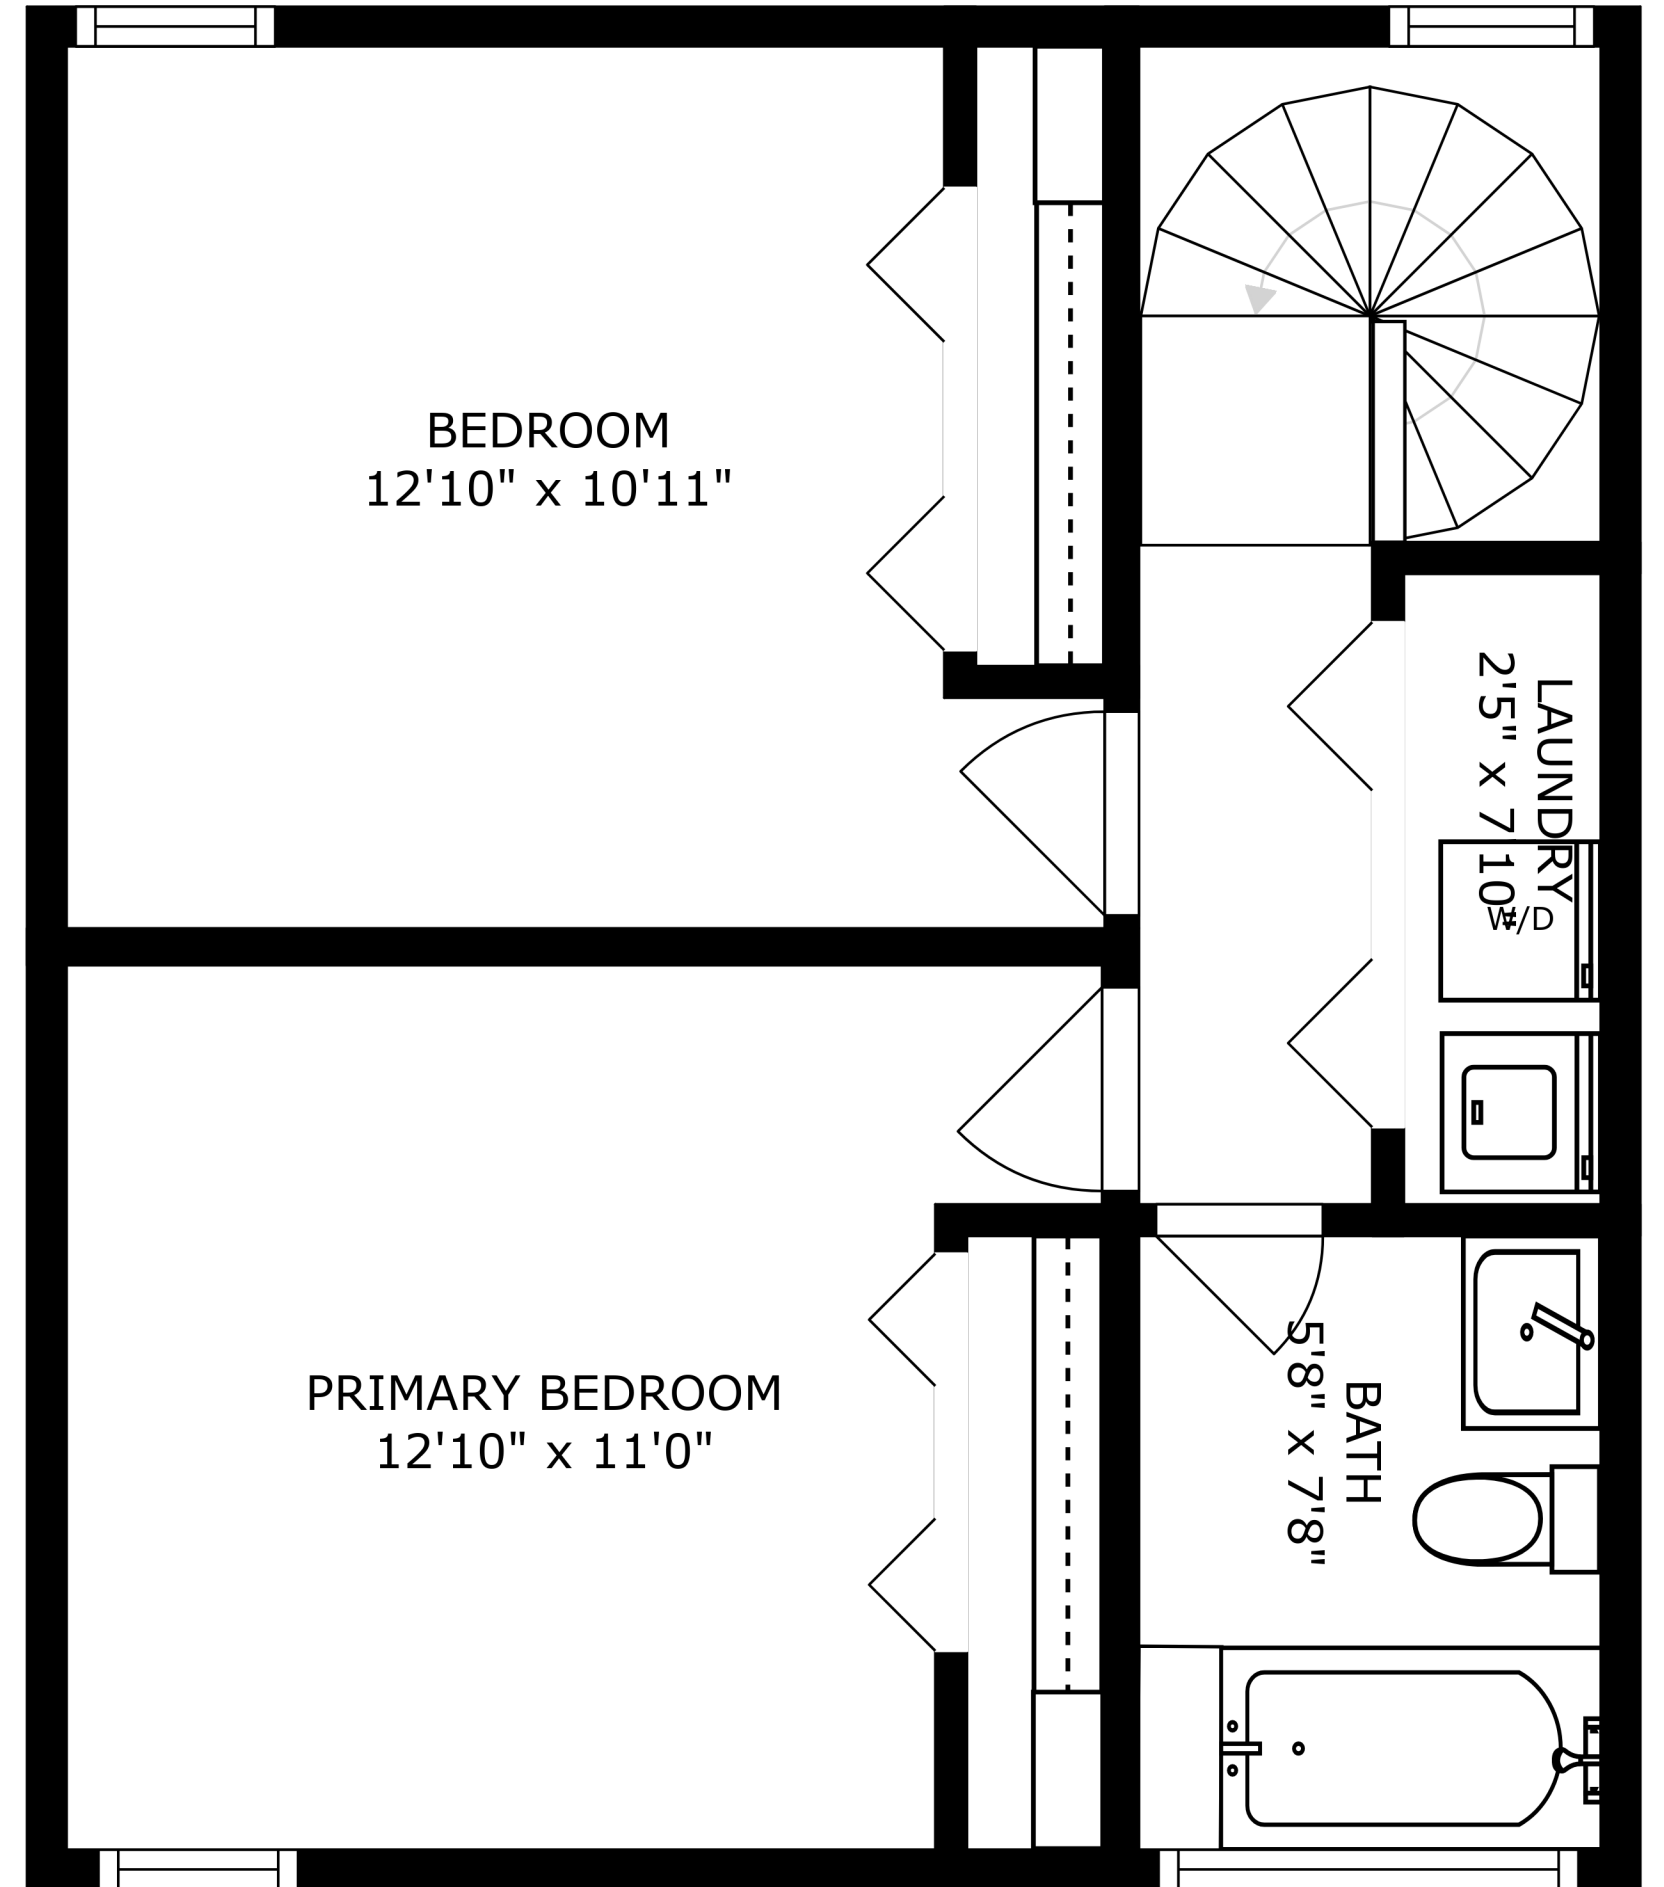 BEDROOM
12'10" x 10'11"
LAUNDRY
2'5" x 7'10"
W/D
PRIMARY BEDROOM
12'10" x 11'0"
BATH
5'8" x 7'8"